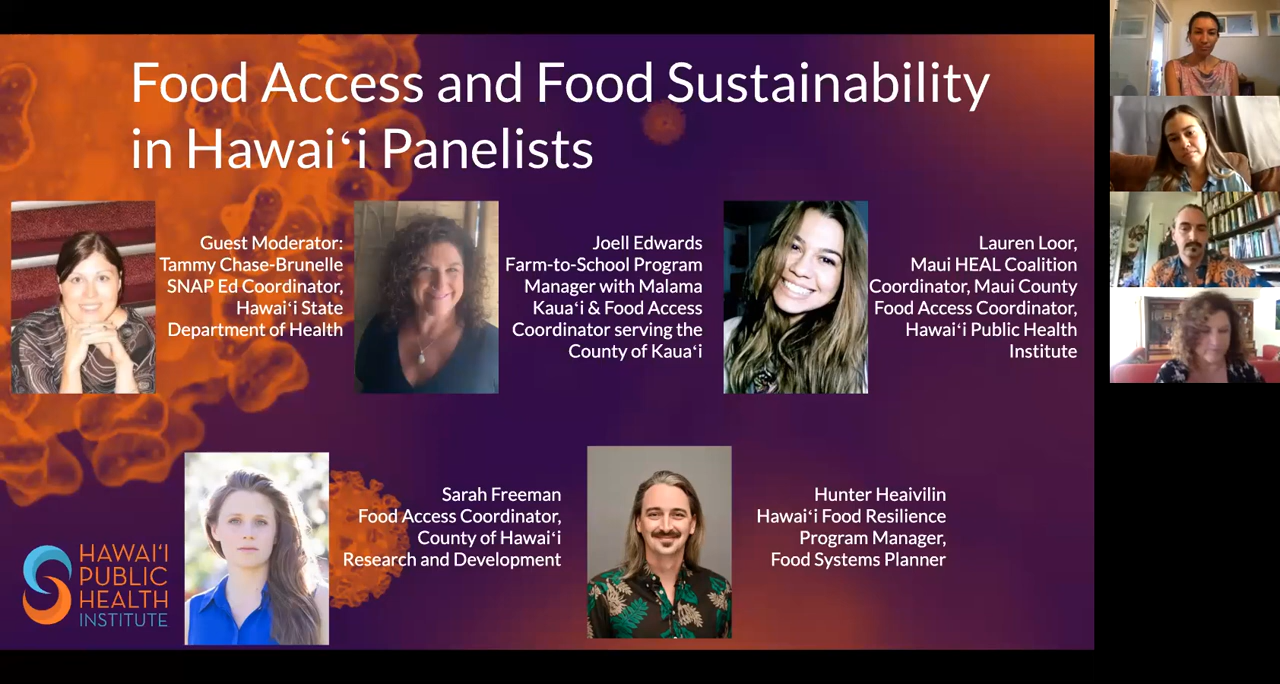 Food Access and Food Sustainability
in Hawaiʻi Panelists
Guest Moderator:
Tammy Chase-Brunelle
SNAP Ed Coordinator,
Hawaiʻi State
Department of Health
Joell Edwards
Farm-to-School Program
Manager with Malama
Kauaʻi & Food Access
Coordinator serving the
County of Kauaʻi
Lauren Loor,
Maui HEAL Coalition
Coordinator, Maui County
Food Access Coordinator,
Hawaiʻi Public Health
Institute
Sarah Freeman
Food Access Coordinator,
County of Hawaiʻi
Research and Development
Hunter Heaivilin
Hawaiʻi Food Resilience
Program Manager,
Food Systems Planner
HAWAIʻI
PUBLIC
HEALTH
INSTITUTE